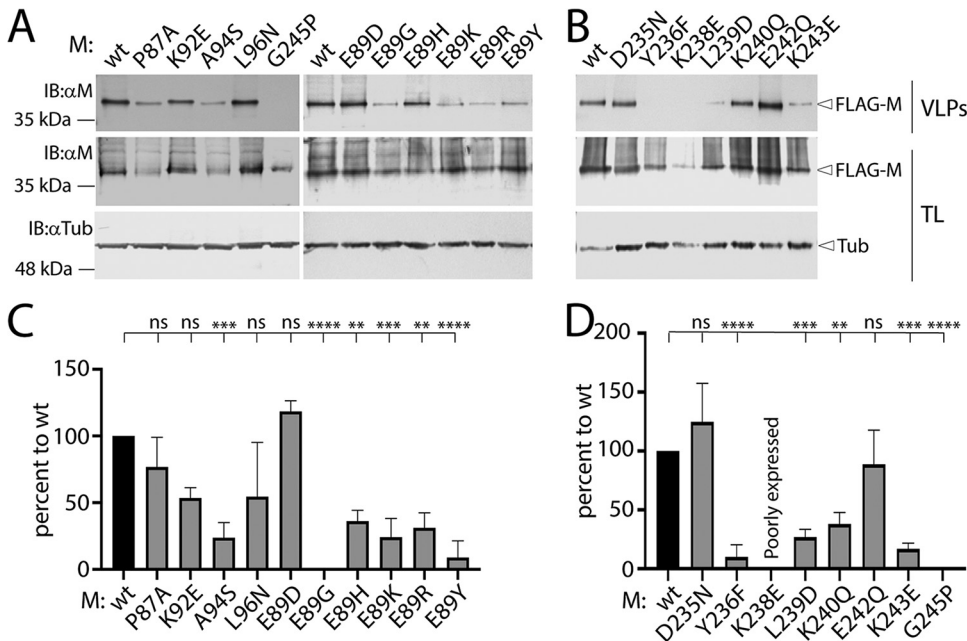 A
M:
wt P87A K92E A94S L96N G245P
wt E89D E89G E89H E89K E89R E89Y
IB:αM
35 kDa
IB:αM
35 kDa
IB:αTub
48 kDa
B
wt D235N Y236F K238E L239D K240Q E242Q K243E
FLAG-M
VLPs
FLAG-M
TL
Tub
C
ns ns *** ns ns **** ** *** ** ****
percent to wt
150
100
50
0
M: wt P87A K92E A94S L96N E89D E89G E89H E89K E89R E89Y
D
ns **** *** ** ns *** ****
percent to wt
200
150
100
50
0
Poorly expressed
M: wt D235N Y236F K238E L239D K240Q E242Q K243E G245P